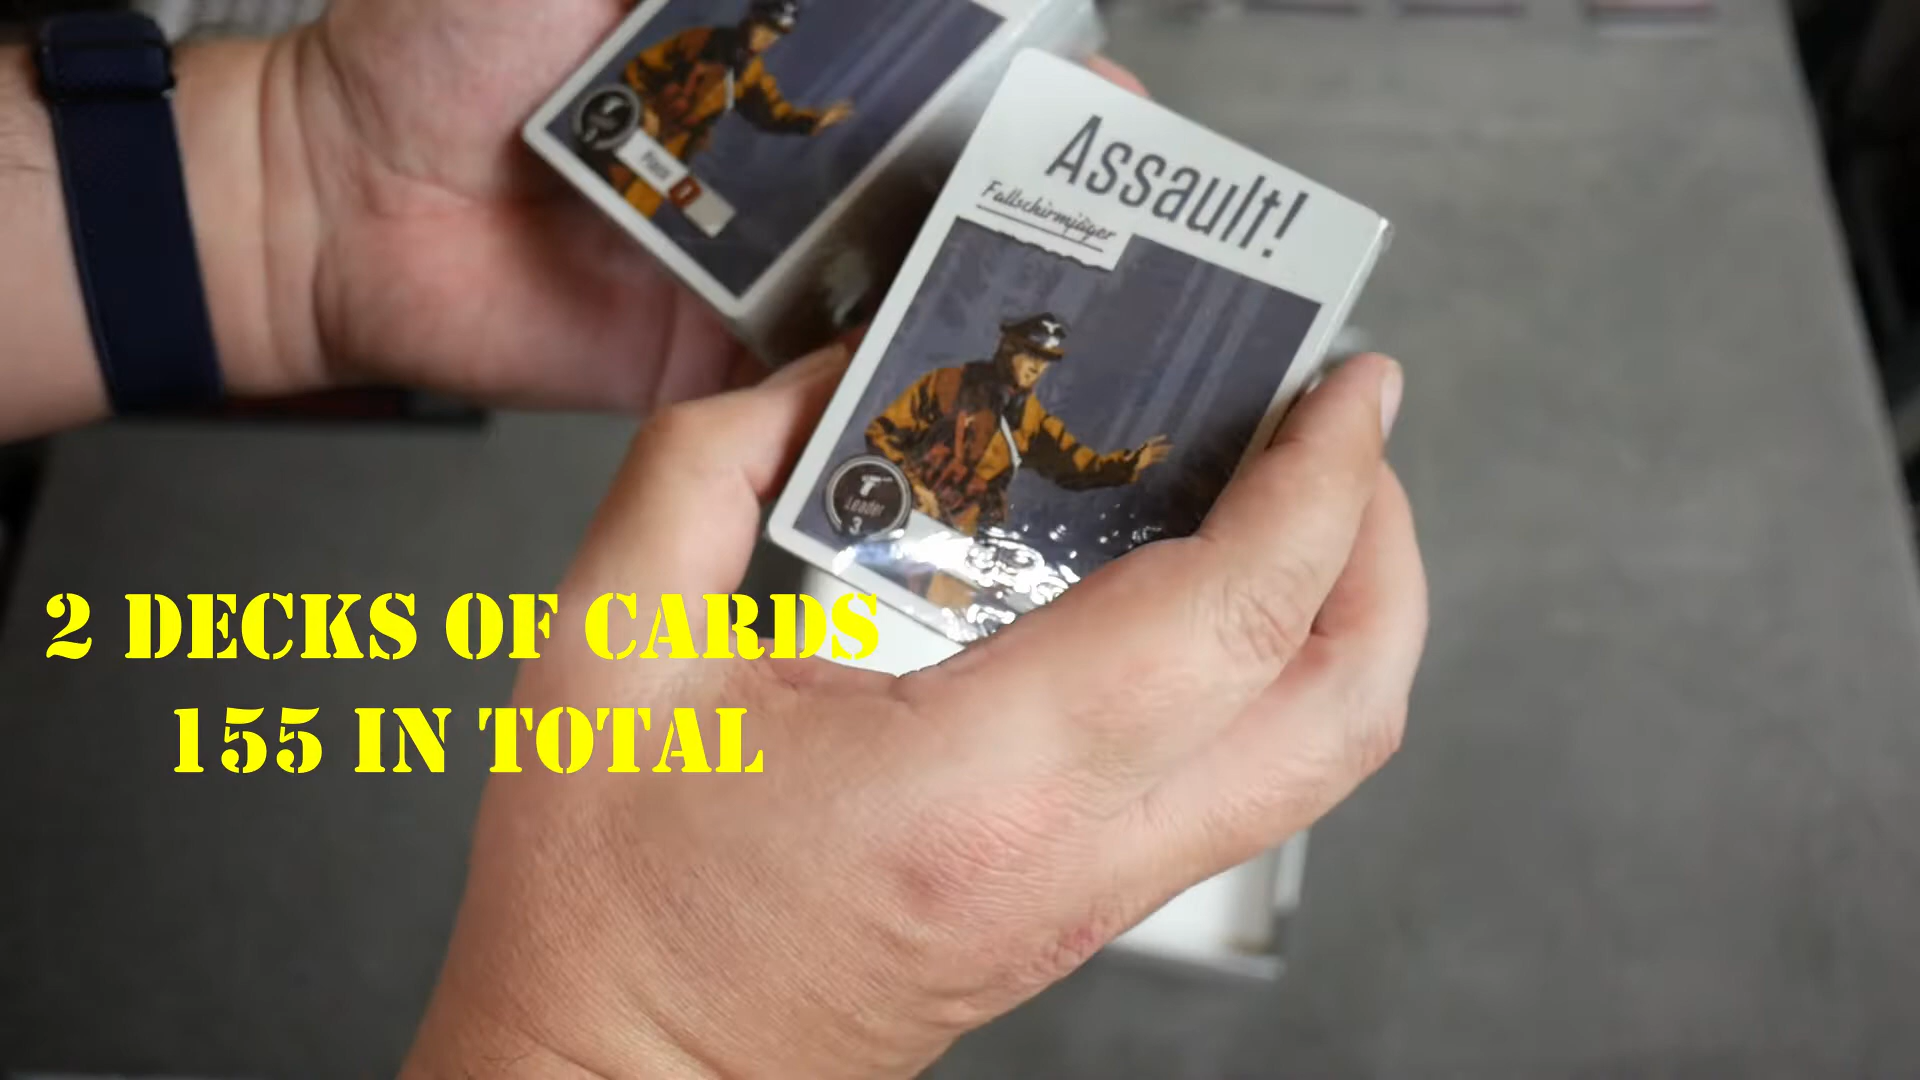 Assault!
Fallschirmjäger
Leader
3
2 DECKS OF CARDS
155 IN TOTAL